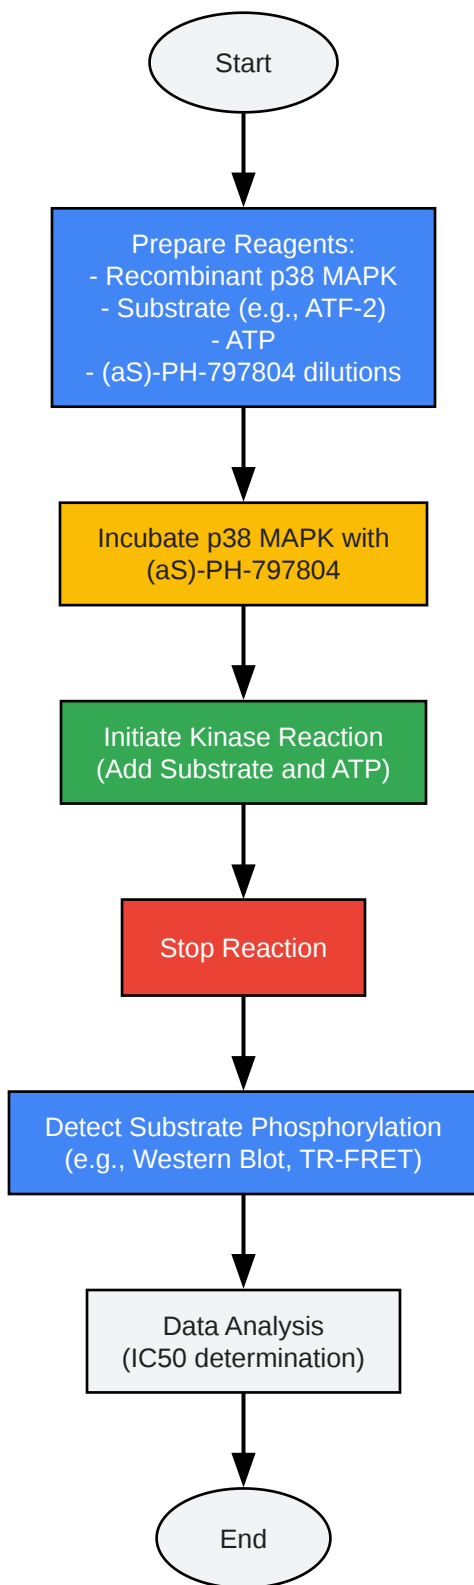 Start
Prepare Reagents:
- Recombinant p38 MAPK
- Substrate (e.g., ATF-2)
- ATP
- (aS)-PH-797804 dilutions
Incubate p38 MAPK with
(aS)-PH-797804
Initiate Kinase Reaction
(Add Substrate and ATP)
Stop Reaction
Detect Substrate Phosphorylation
(e.g., Western Blot, TR-FRET)
Data Analysis
(IC50 determination)
End